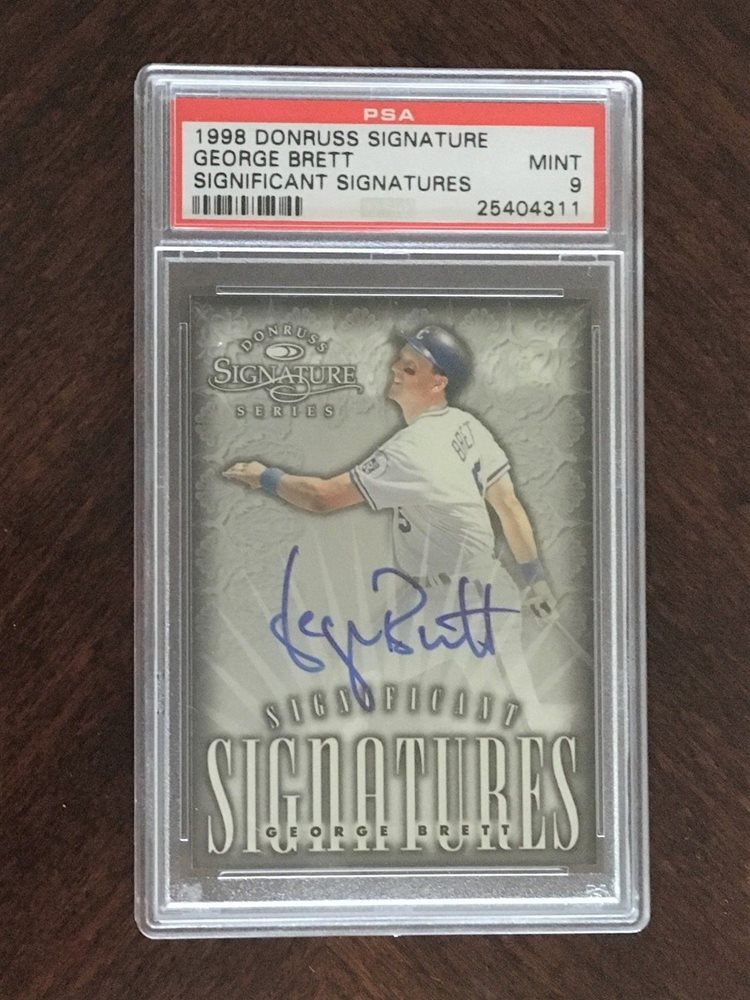 PSA
1998 DONRUSS SIGNATURE
GEORGE BRETT MINT
SIGNIFICANT SIGNATURES 9
25404311
DONRUSS
SIGNATURE
SERIES
BRET
5
George Brett
SIGNIFICANT
SIGNATURES
GEORGE BRETT